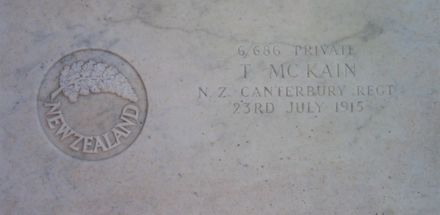 6/686 PRIVATE
T. MCKAIN
N.Z. CANTERBURY REGT
23RD JULY 1915
NEW ZEALAND